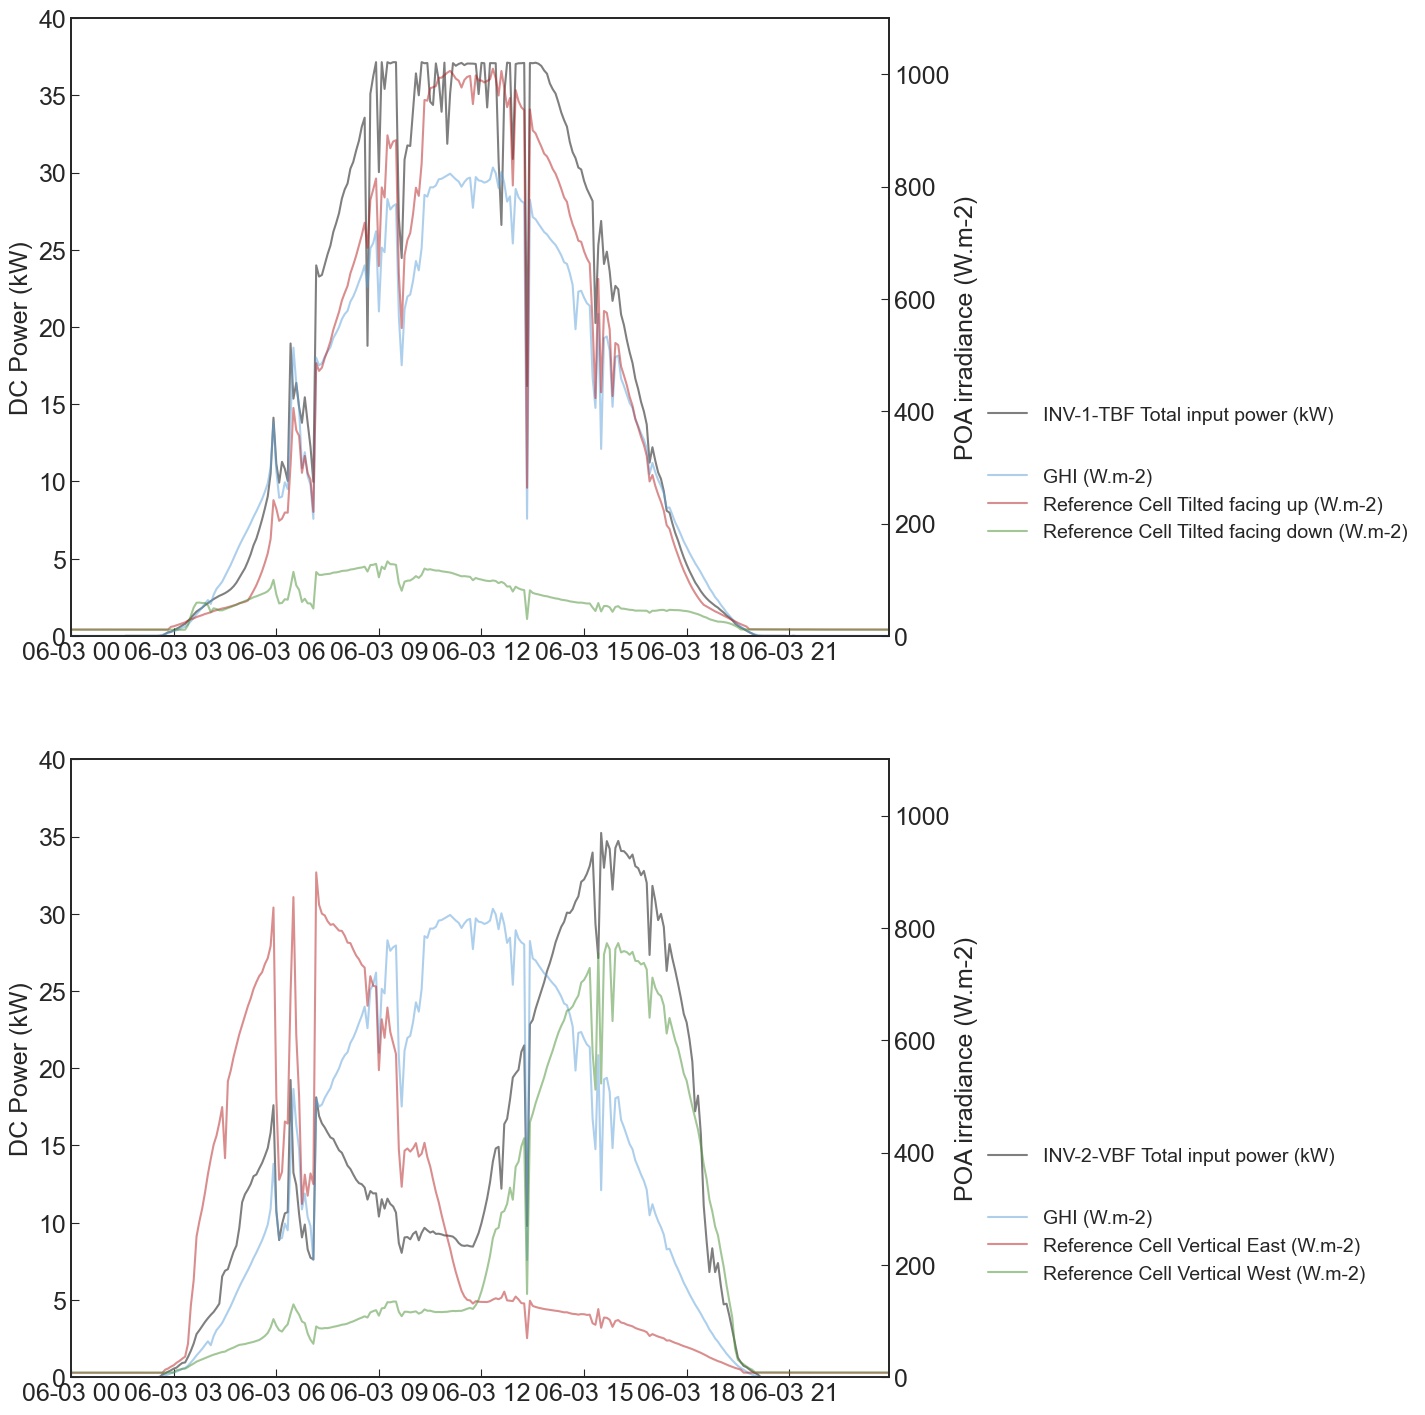 40
35
30
25
20
15
10
5
0
DC Power (kW)
1000
800
600
400
200
0
POA irradiance (W.m-2)
06-03 00 06-03 03 06-03 06 06-03 09 06-03 12 06-03 15 06-03 18 06-03 21
INV-1-TBF Total input power (kW)
GHI (W.m-2)
Reference Cell Tilted facing up (W.m-2)
Reference Cell Tilted facing down (W.m-2)
40
35
30
25
20
15
10
5
0
DC Power (kW)
1000
800
600
400
200
0
POA irradiance (W.m-2)
06-03 00 06-03 03 06-03 06 06-03 09 06-03 12 06-03 15 06-03 18 06-03 21
INV-2-VBF Total input power (kW)
GHI (W.m-2)
Reference Cell Vertical East (W.m-2)
Reference Cell Vertical West (W.m-2)